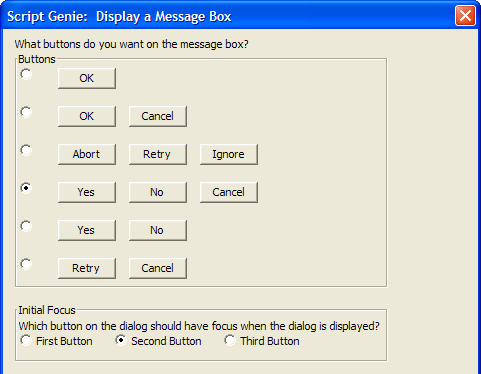 Script Genie:  Display a Message Box
What buttons do you want on the message box?
Buttons
OK
OK Cancel
Abort Retry Ignore
Yes No Cancel
Yes No
Retry Cancel
Initial Focus
Which button on the dialog should have focus when the dialog is displayed?
First Button Second Button Third Button